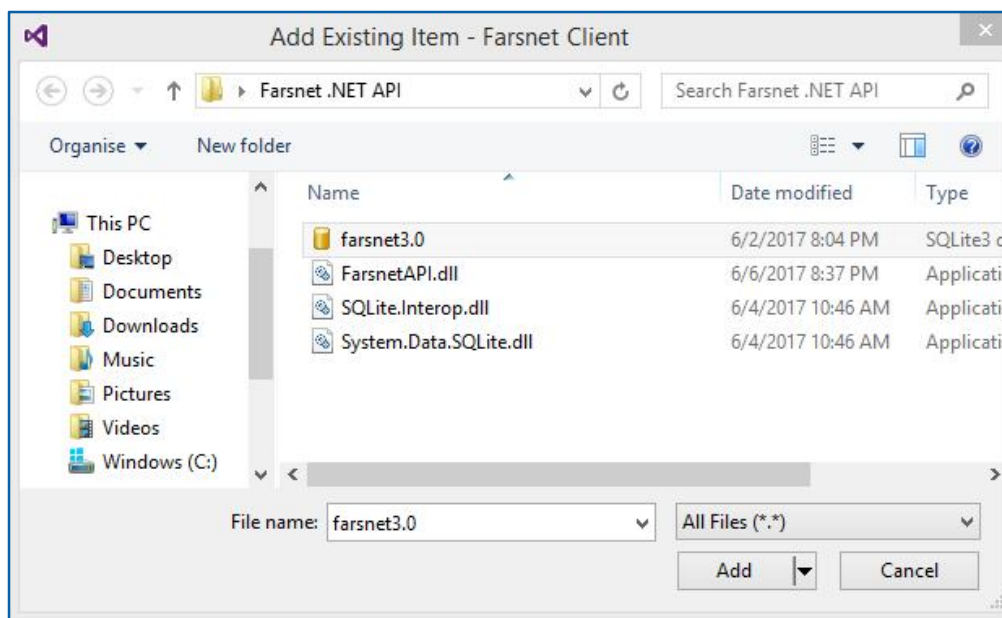 Add Existing Item - Farsnet Client
Farsnet .NET API
Search Farsnet .NET API
Organise
New folder
Name
Date modified
Type
This PC
Desktop
Documents
Downloads
Music
Pictures
Videos
Windows (C:)
farsnet3.0 6/2/2017 8:04 PM SQLite3 d
FarsnetAPI.dll 6/6/2017 8:37 PM Applicati
SQLite.Interop.dll 6/4/2017 10:46 AM Applicati
System.Data.SQLite.dll 6/4/2017 10:46 AM Applicati
File name: farsnet3.0
All Files (*.*)
Add
Cancel